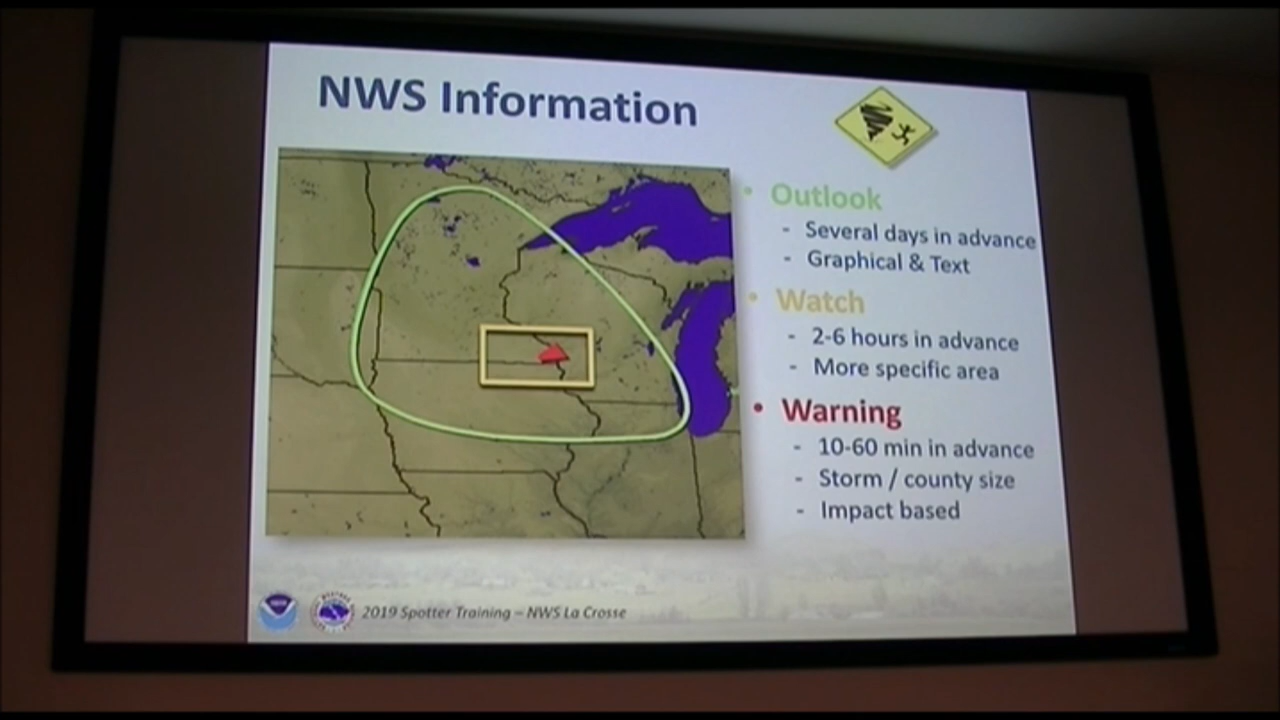 NWS Information
• Outlook
- Several days in advance
- Graphical & Text
• Watch
- 2-6 hours in advance
- More specific area
• Warning
- 10-60 min in advance
- Storm / county size
- Impact based
2019 Spotter Training – NWS La Crosse